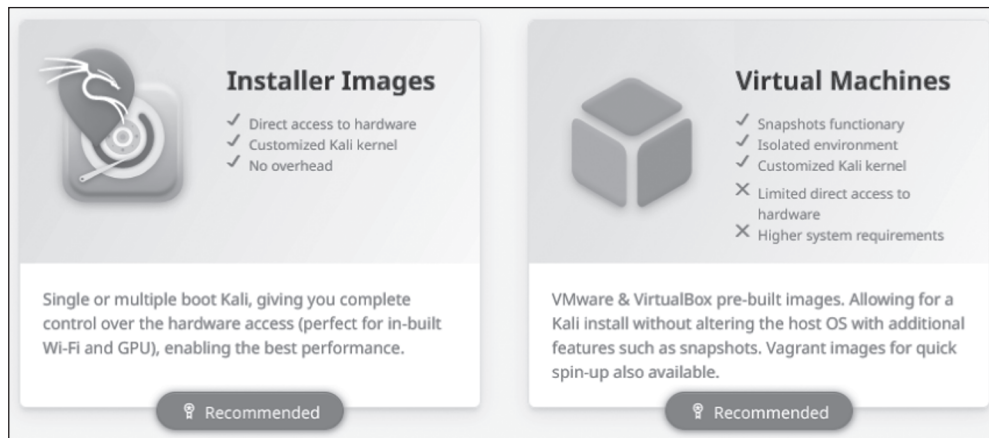 Installer Images
Direct access to hardware
Customized Kali kernel
No overhead
Single or multiple boot Kali, giving you complete
control over the hardware access (perfect for in-built
Wi-Fi and GPU), enabling the best performance.
Recommended
Virtual Machines
Snapshots functionary
Isolated environment
Customized Kali kernel
Limited direct access to
hardware
Higher system requirements
VMware & VirtualBox pre-built images. Allowing for a
Kali install without altering the host OS with additional
features such as snapshots. Vagrant images for quick
spin-up also available.
Recommended